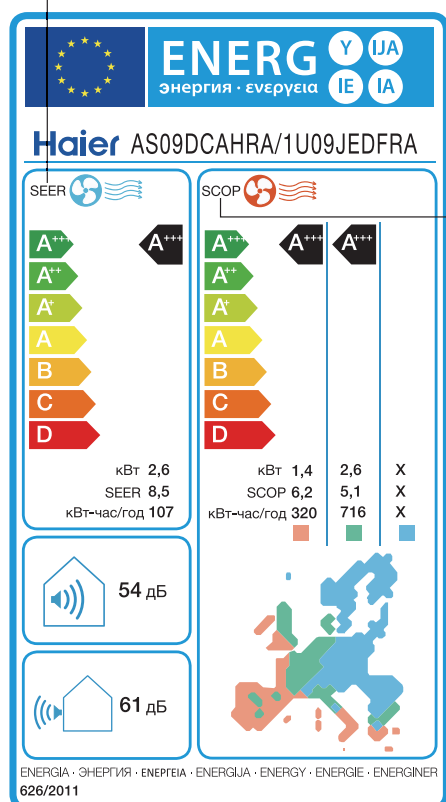 ENERG Y IJA
енергия · ενεργεια IE IA
Haier AS09DCAHRA/1U09JEDFRA
SEER
A+++ A+++
A++
A+
A
B
C
D
кВт 2,6
SEER 8,5
кВт-час/год 107
SCOP
A+++ A+++ A+++
A++
A+
A
B
C
D
кВт 1,4 2,6 X
SCOP 6,2 5,1 X
кВт-час/год 320 716 X
54 дБ
61 дБ
ENERGIA · ЭНЕРГИЯ · ΕΝΕΡΓΕΙΑ · ENERGIJA · ENERGY · ENERGIE · ENERGINER
626/2011